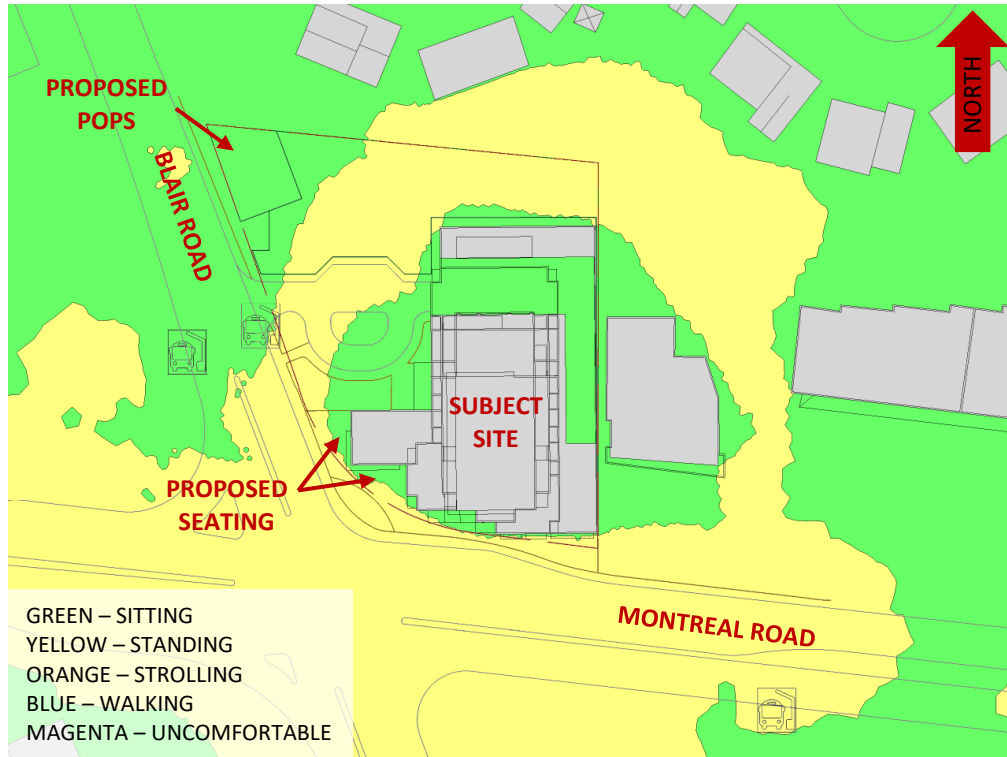 PROPOSED
POPS
BLAIR ROAD
NORTH
SUBJECT
SITE
PROPOSED
SEATING
MONTREAL ROAD
GREEN – SITTING
YELLOW – STANDING
ORANGE – STROLLING
BLUE – WALKING
MAGENTA – UNCOMFORTABLE